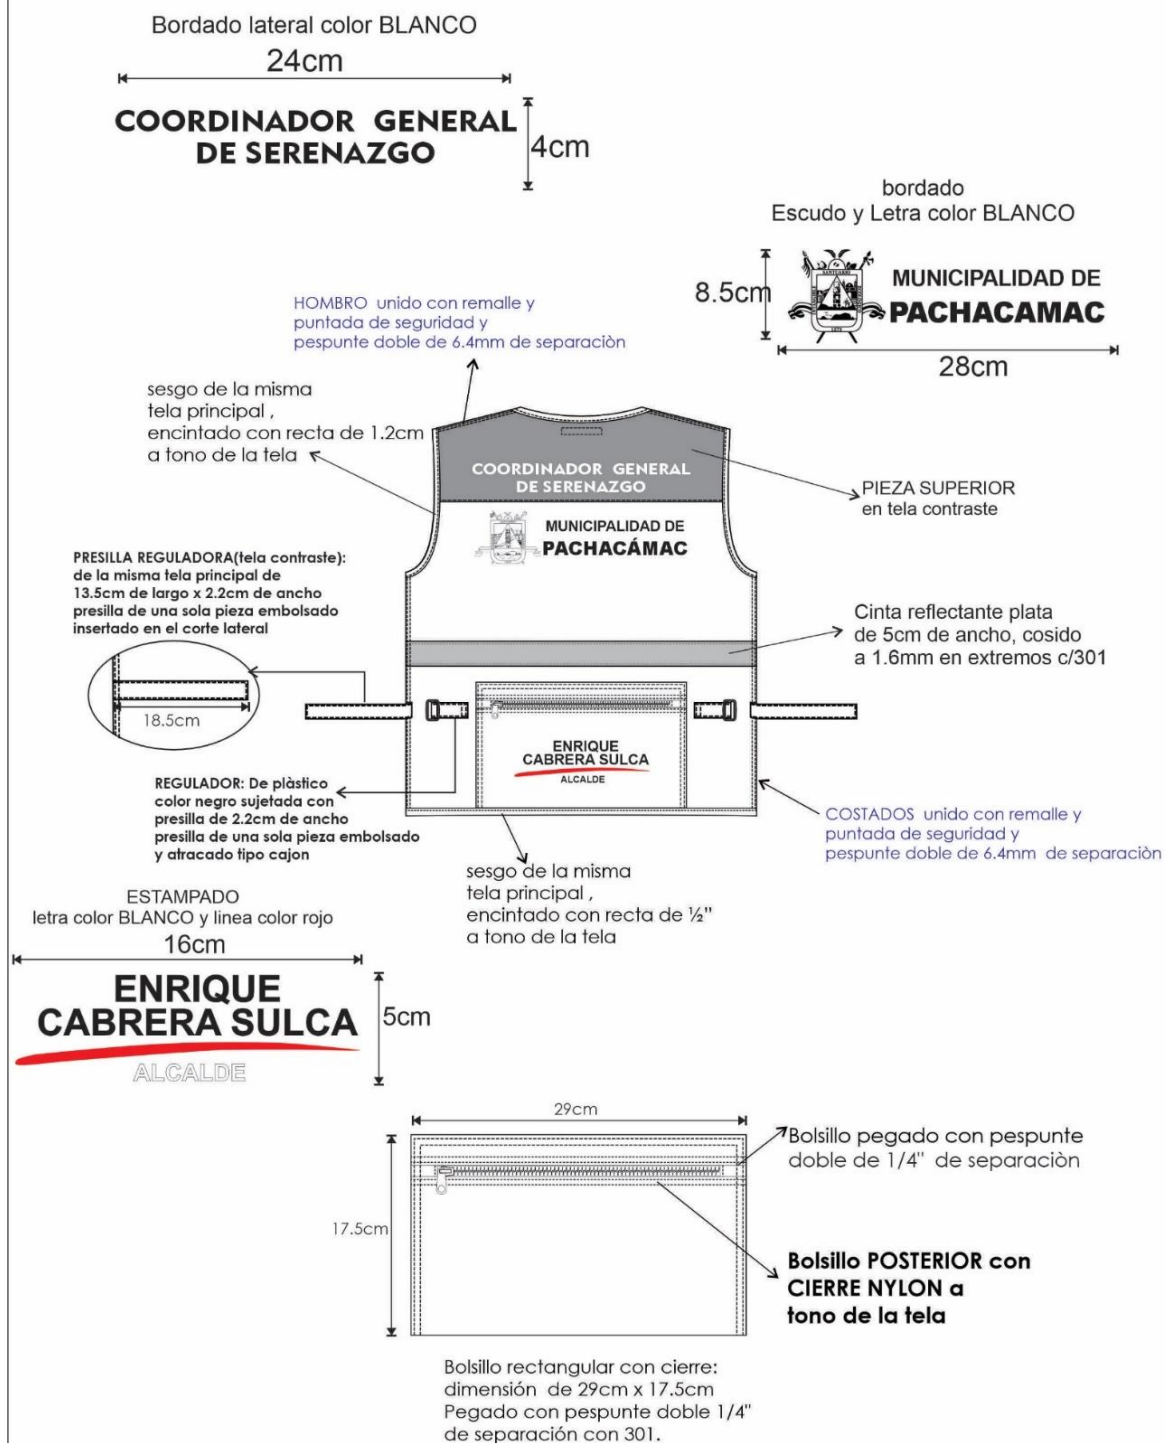 Bordado lateral color BLANCO
24cm
COORDINADOR GENERAL
DE SERENAZGO
4cm
bordado
Escudo y Letra color BLANCO
8.5cm
MUNICIPALIDAD DE
PACHACAMAC
28cm
HOMBRO unido con remalle y
puntada de seguridad y
pespunte doble de 6.4mm de separaciòn
sesgo de la misma
tela principal ,
encintado con recta de 1.2cm
a tono de la tela
COORDINADOR GENERAL
DE SERENAZGO
PIEZA SUPERIOR
en tela contraste
MUNICIPALIDAD DE
PACHACÁMAC
PRESILLA REGULADORA(tela contraste):
de la misma tela principal de
13.5cm de largo x 2.2cm de ancho
presilla de una sola pieza embolsado
insertado en el corte lateral
18.5cm
Cinta reflectante plata
de 5cm de ancho, cosido
a 1.6mm en extremos c/301
ENRIQUE
CABRERA SULCA
ALCALDE
REGULADOR: De plàstico
color negro sujetada con
presilla de 2.2cm de ancho
presilla de una sola pieza embolsado
y atracado tipo cajon
COSTADOS unido con remalle y
puntada de seguridad y
pespunte doble de 6.4mm de separaciòn
sesgo de la misma
tela principal ,
encintado con recta de ½"
a tono de la tela
ESTAMPADO
letra color BLANCO y linea color rojo
16cm
ENRIQUE
CABRERA SULCA
ALCALDE
5cm
29cm
17.5cm
Bolsillo pegado con pespunte
doble de 1/4" de separaciòn
Bolsillo POSTERIOR con
CIERRE NYLON a
tono de la tela
Bolsillo rectangular con cierre:
dimensión de 29cm x 17.5cm
Pegado con pespunte doble 1/4"
de separación con 301.